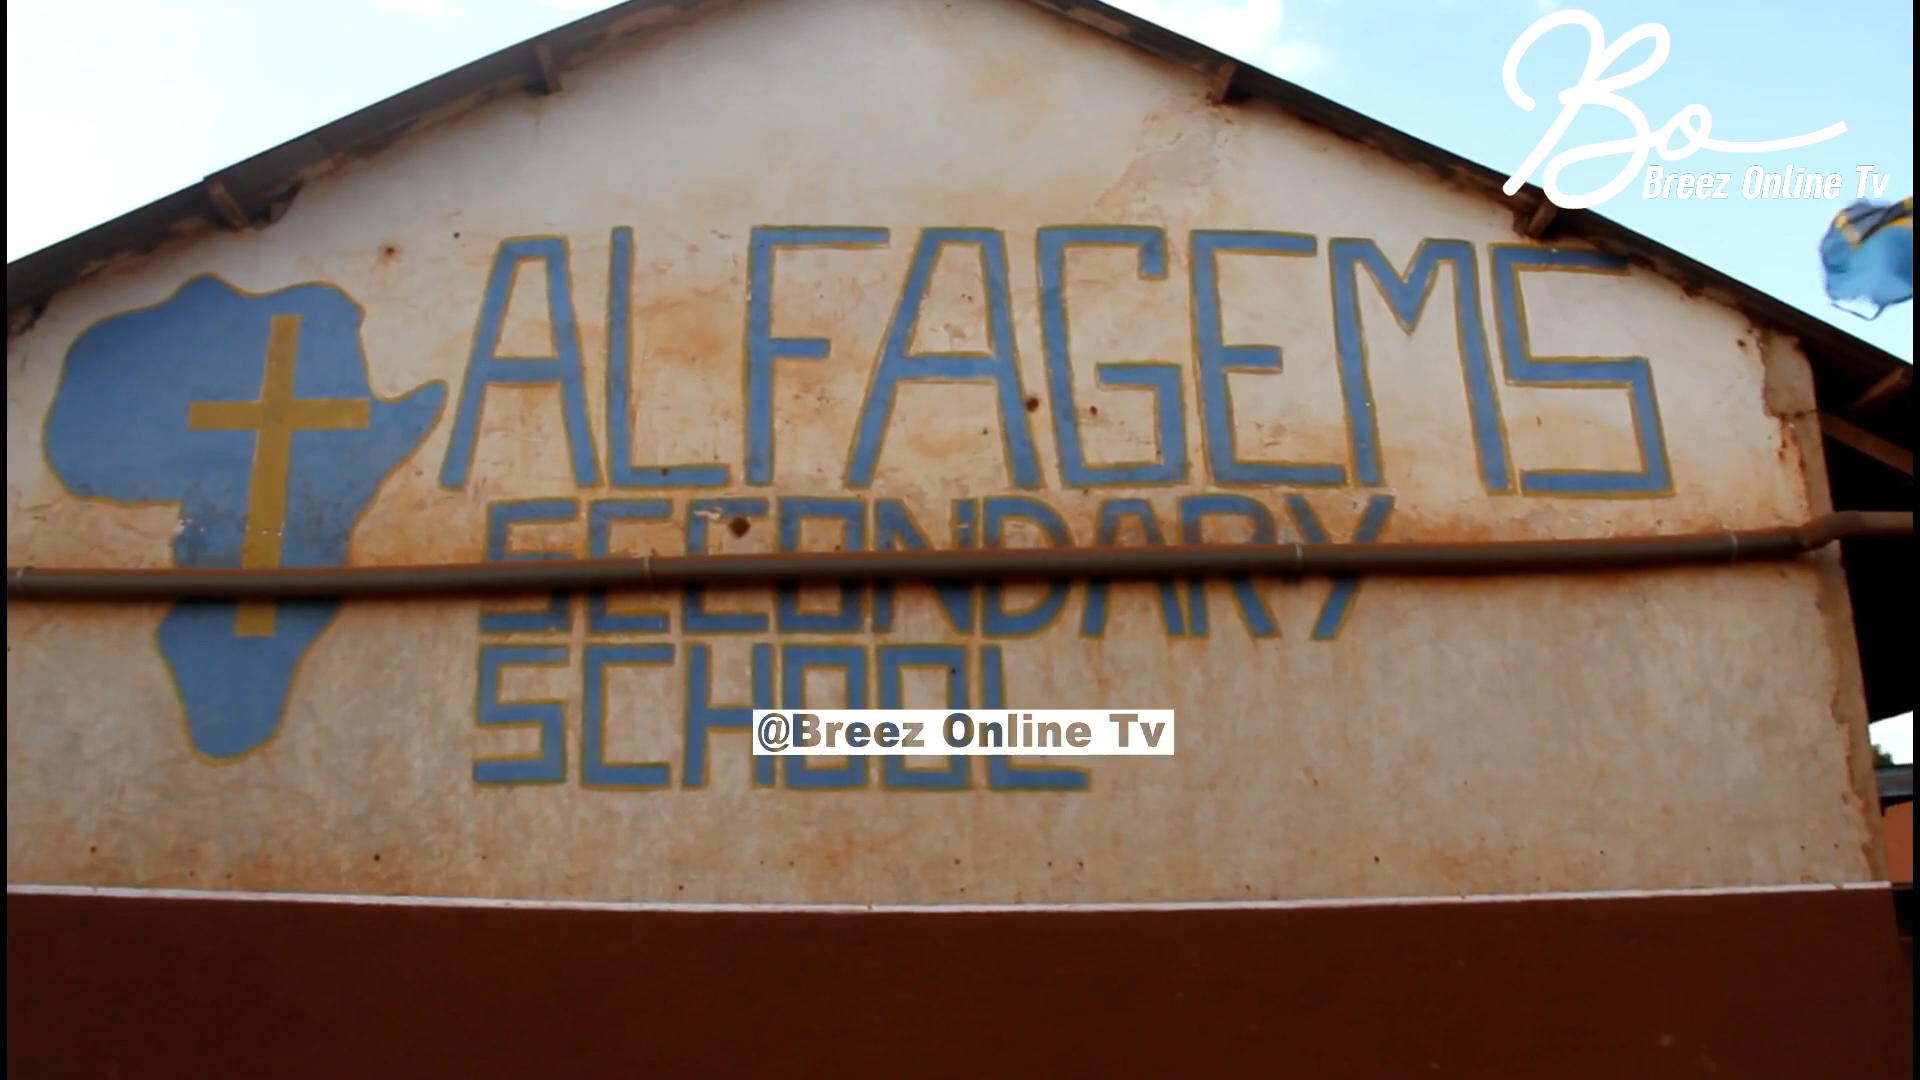 Bo
Breez Online Tv
ALFAGEMS
SECONDARY
SCHOOL
@Breez Online Tv